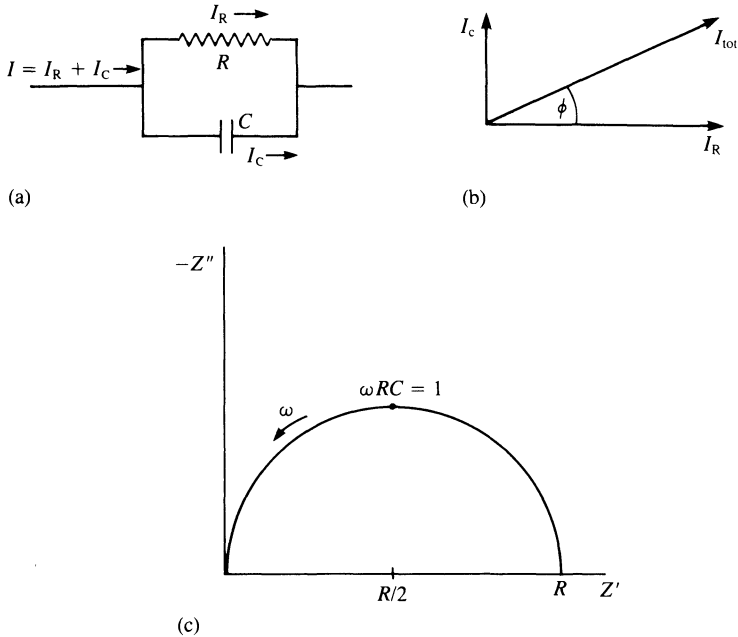 I_R →
I = I_R + I_C →
R
C
I_C →
(a)
I_c
I_tot
ϕ
I_R
(b)
−Z″
ωRC = 1
ω
R/2
R
Z′
(c)